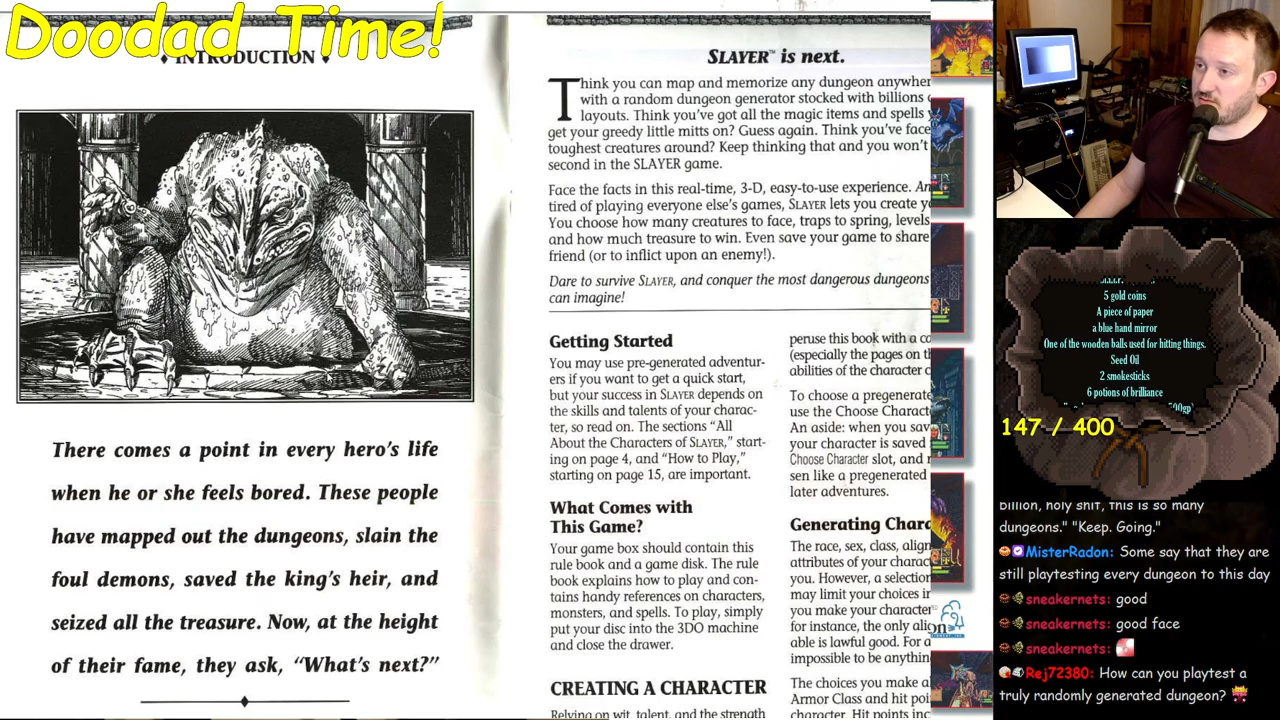 Doodad Time!
INTRODUCTION
There comes a point in every hero's life
when he or she feels bored. These people
have mapped out the dungeons, slain the
foul demons, saved the king's heir, and
seized all the treasure. Now, at the height
of their fame, they ask, “What's next?”
SLAYER™ is next.
Think you can map and memorize any dungeon anywher
with a random dungeon generator stocked with billions
layouts. Think you've got all the magic items and spells
get your greedy little mitts on? Guess again. Think you've face
toughest creatures around? Keep thinking that and you won't
second in the SLAYER game.
Face the facts in this real-time, 3-D, easy-to-use experience.
tired of playing everyone else's games, SLAYER lets you create
You choose how many creatures to face, traps to spring, levels
and how much treasure to win. Even save your game to share
friend (or to inflict upon an enemy!).
Dare to survive SLAYER, and conquer the most dangerous dungeons
can imagine!
Getting Started
You may use pre-generated adventur-
ers if you want to get a quick start,
but your success in SLAYER depends on
the skills and talents of your charac-
ter, so read on. The sections “All
About the Characters of SLAYER,” start-
ing on page 4, and “How to Play,”
starting on page 15, are important.
What Comes with
This Game?
Your game box should contain this
rule book and a game disk. The rule
book explains how to play and con-
tains handy references on characters,
monsters, and spells. To play, simply
put your disc into the 3DO machine
and close the drawer.
CREATING A CHARACTER
Relying on wit, talent, and the strength
peruse this book with a
(especially the pages on
abilities of the character
To choose a pregenerate
use the Choose Charact
An aside: when you sav
your character is saved
Choose Character slot, and
sen like a pregenerated
later adventures.
Generating Chara
The race, sex, class, align
attributes of your charac
you. However, a selection
may limit your choices in
you make your character
for instance, the only
able is lawful good. For
impossible to be anythin
The choices you make a
Armor Class and hit poi
character. Hit points inc
5 gold coins
A piece of paper
a blue hand mirror
One of the wooden balls used for hitting things.
Seed Oil
2 smokesticks
6 potions of brilliance
147 / 400
billion, holy shit, this is so many
dungeons." "Keep. Going."
MisterRadon: Some say that they are
still playtesting every dungeon to this day
sneakernets: good
sneakernets: good face
sneakernets:
Rej72380: How can you playtest a
truly randomly generated dungeon?